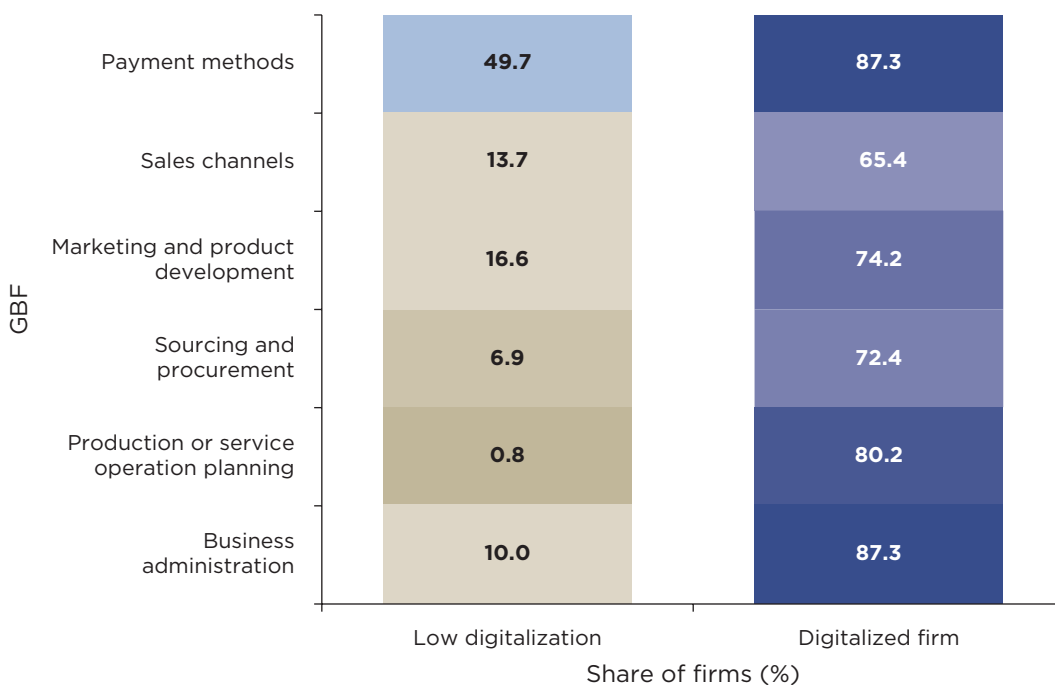 GBF
Payment methods
49.7
87.3
Sales channels
13.7
65.4
Marketing and product
development
16.6
74.2
Sourcing and
procurement
6.9
72.4
Production or service
operation planning
0.8
80.2
Business
administration
10.0
87.3
Low digitalization
Digitalized firm
Share of firms (%)